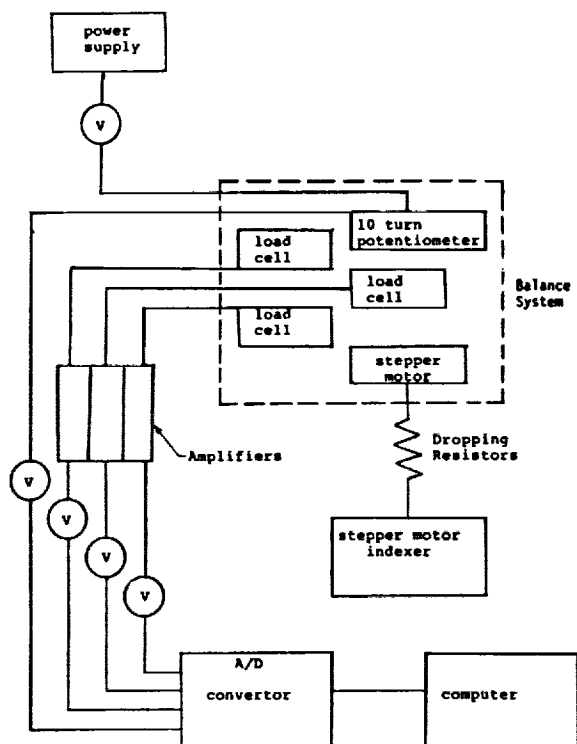 power
supply
V
10 turn
potentiometer
load
cell
load
cell
load
cell
Balance
System
stepper
motor
Amplifiers
Dropping
Resistors
V
V
V
V
stepper motor
indexer
A/D
convertor
computer